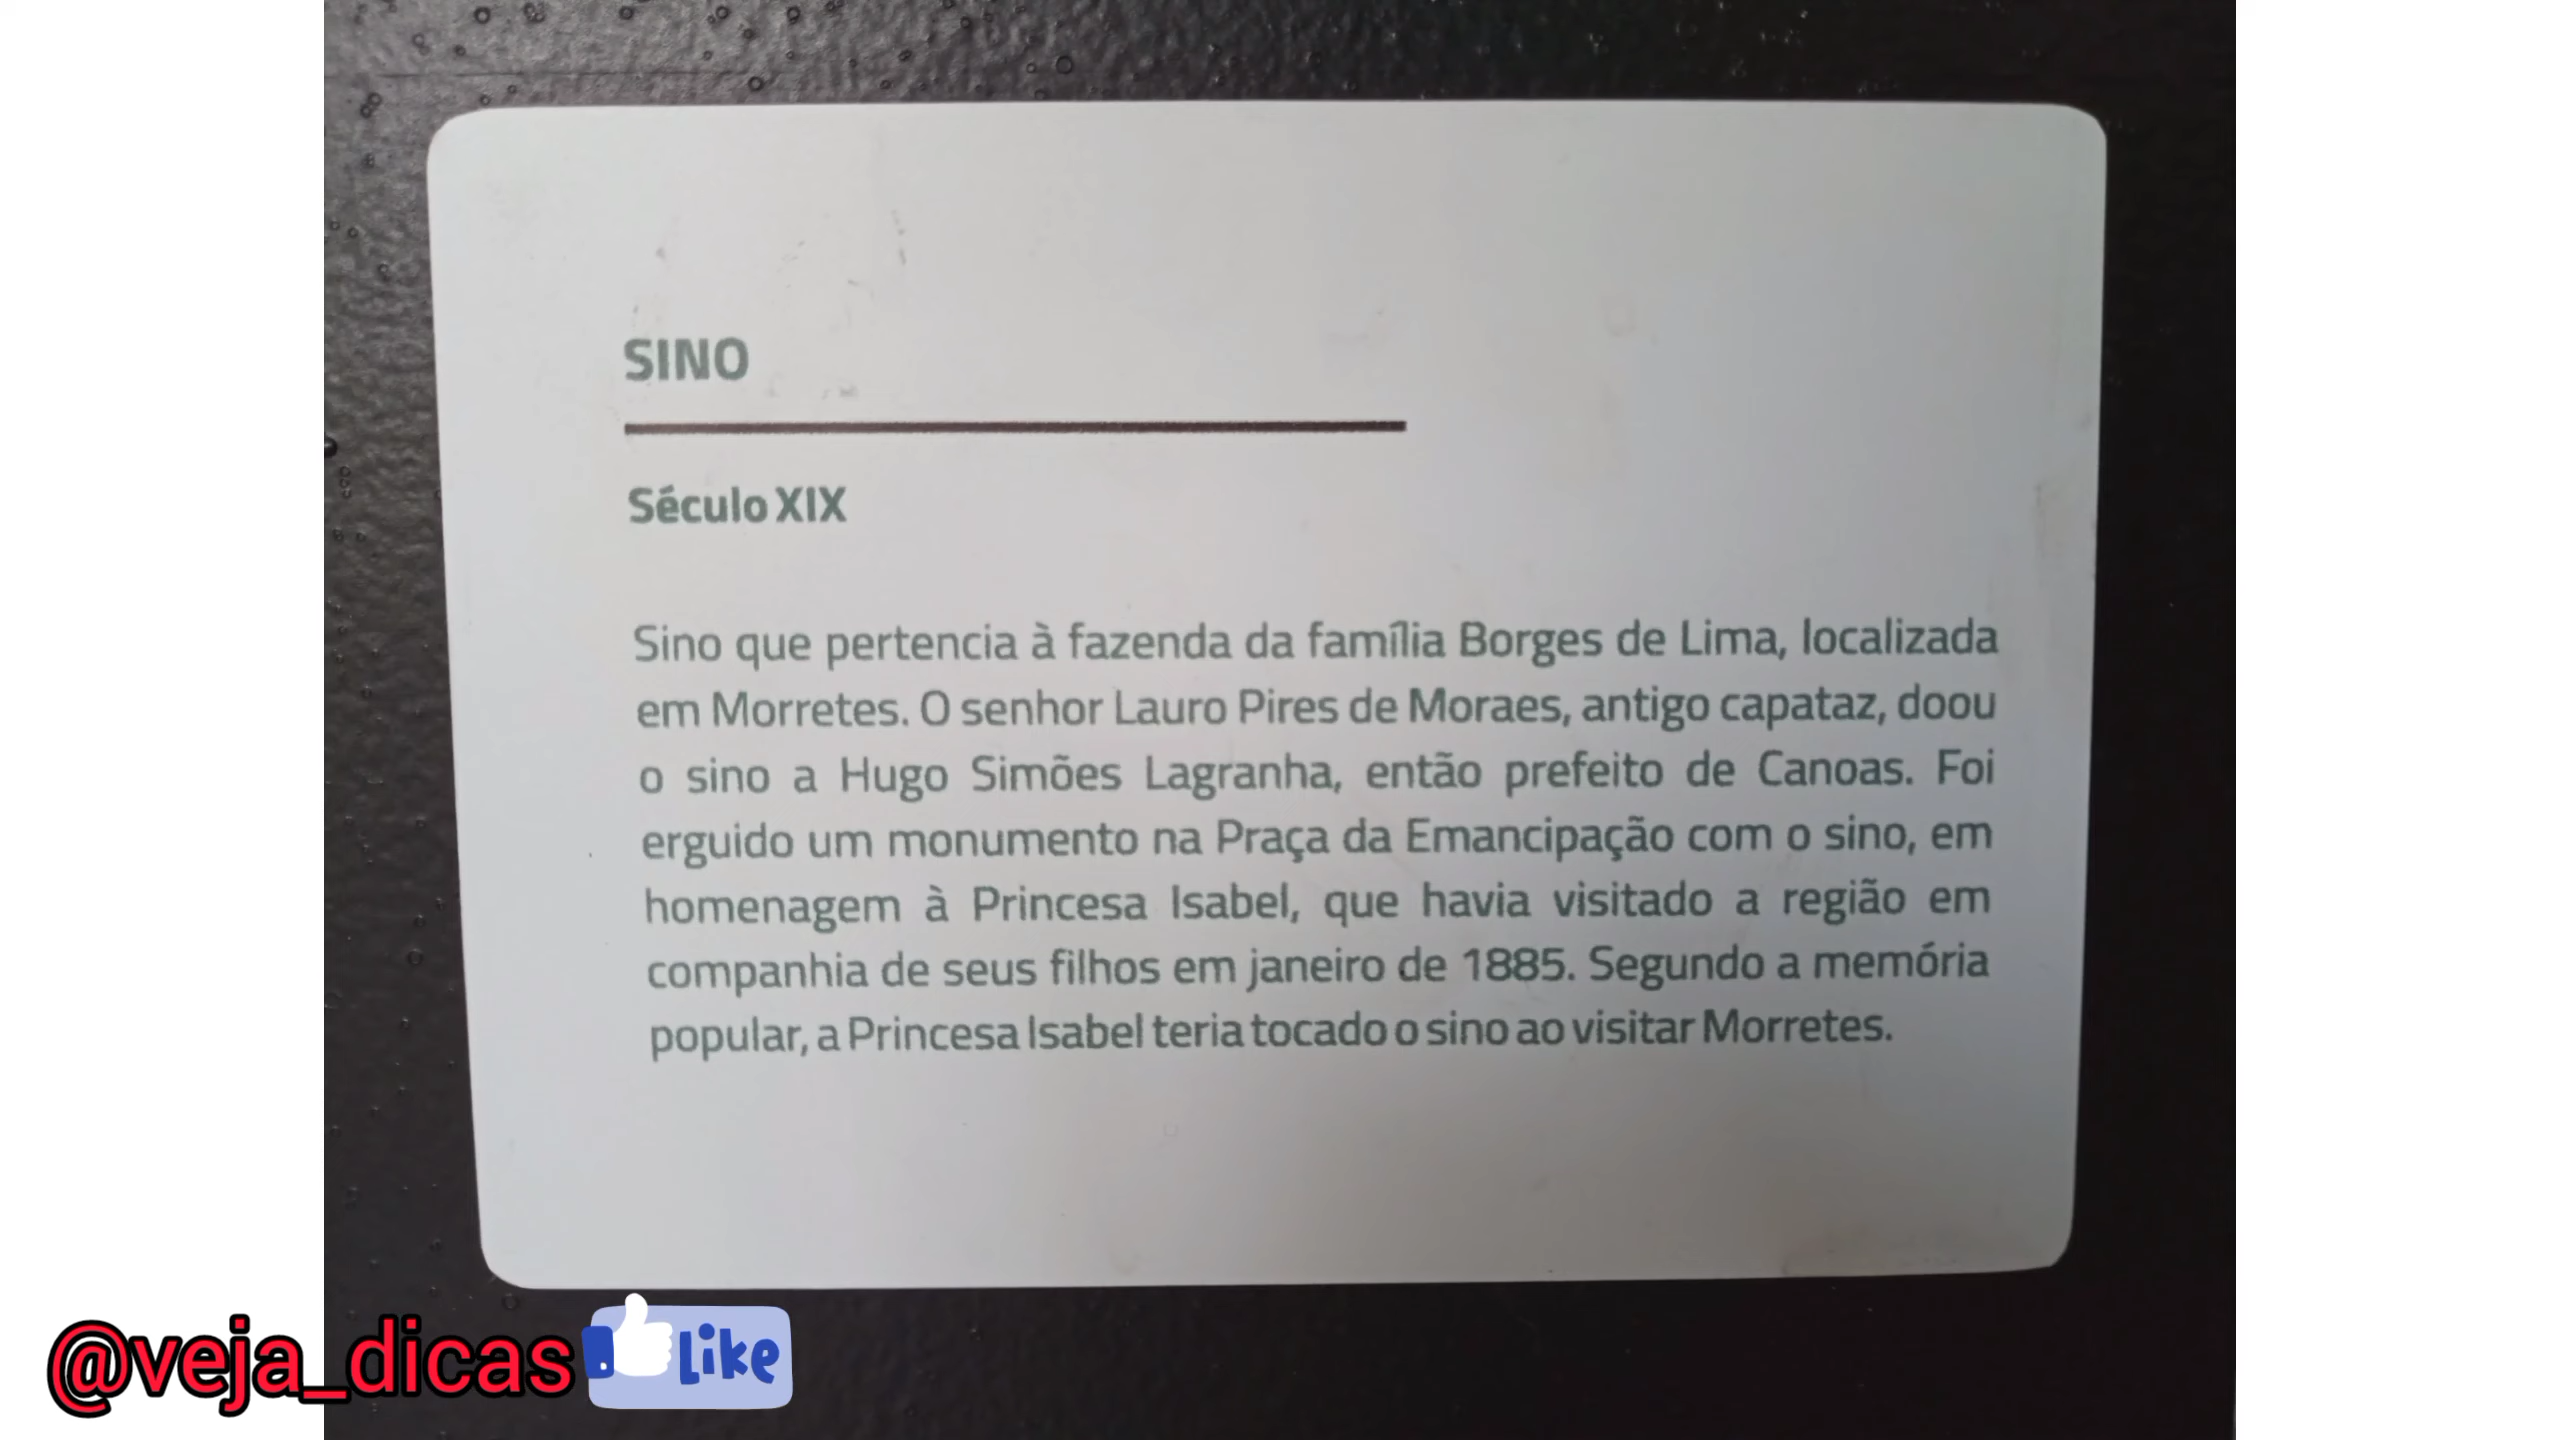 SINO
Século XIX
Sino que pertencia à fazenda da família Borges de Lima, localizada
em Morretes. O senhor Lauro Pires de Moraes, antigo capataz, doou
o sino a Hugo Simões Lagranha, então prefeito de Canoas. Foi
erguido um monumento na Praça da Emancipação com o sino, em
homenagem à Princesa Isabel, que havia visitado a região em
companhia de seus filhos em janeiro de 1885. Segundo a memória
popular, a Princesa Isabel teria tocado o sino ao visitar Morretes.
@veja_dicas Like